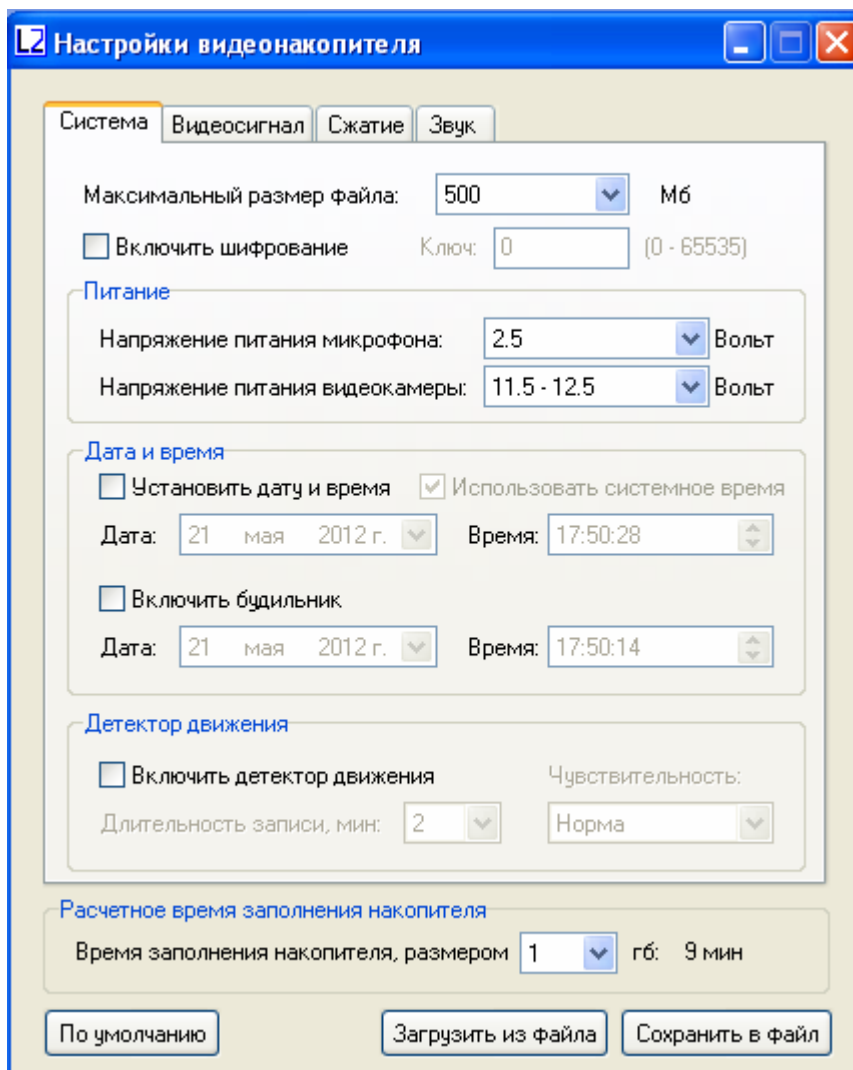 L2 Настройки видеонакопителя
Система Видеосигнал Сжатие Звук
Максимальный размер файла: 500 Мб
Включить шифрование Ключ: 0 (0 - 65535)
Питание
Напряжение питания микрофона: 2.5 Вольт
Напряжение питания видеокамеры: 11.5 - 12.5 Вольт
Дата и время
Установить дату и время Использовать системное время
Дата: 21 мая 2012 г. Время: 17:50:28
Включить будильник
Дата: 21 мая 2012 г. Время: 17:50:14
Детектор движения
Включить детектор движения Чувствительность:
Длительность записи, мин: 2 Норма
Расчетное время заполнения накопителя
Время заполнения накопителя, размером 1 гб: 9 мин
По умолчанию Загрузить из файла Сохранить в файл